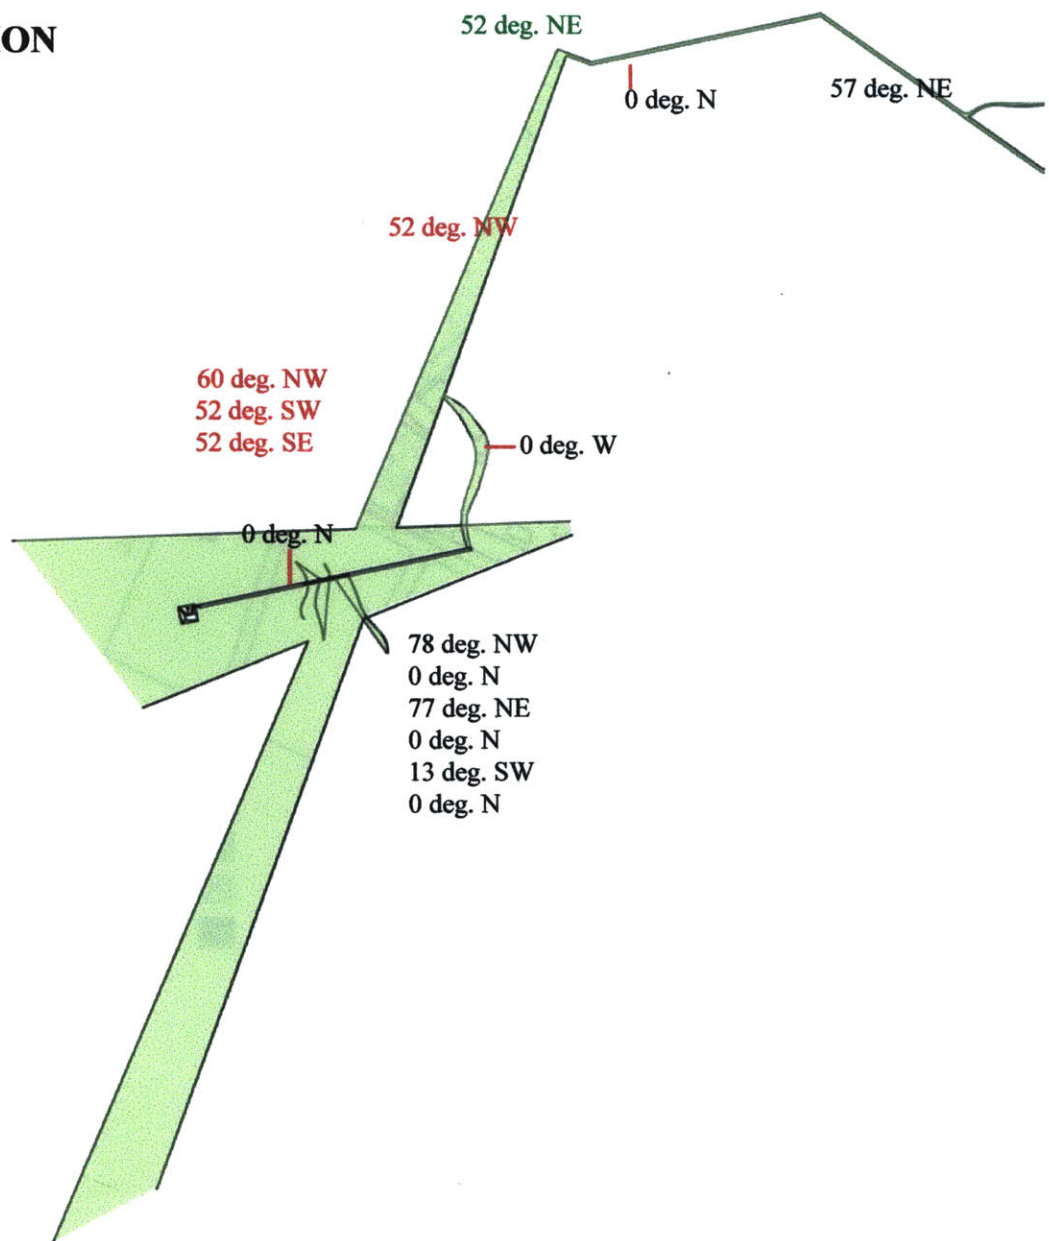 ON
52 deg. NE
0 deg. N
57 deg. NE
52 deg. NW
60 deg. NW
52 deg. SW
52 deg. SE
0 deg. W
0 deg. N
78 deg. NW
0 deg. N
77 deg. NE
0 deg. N
13 deg. SW
0 deg. N